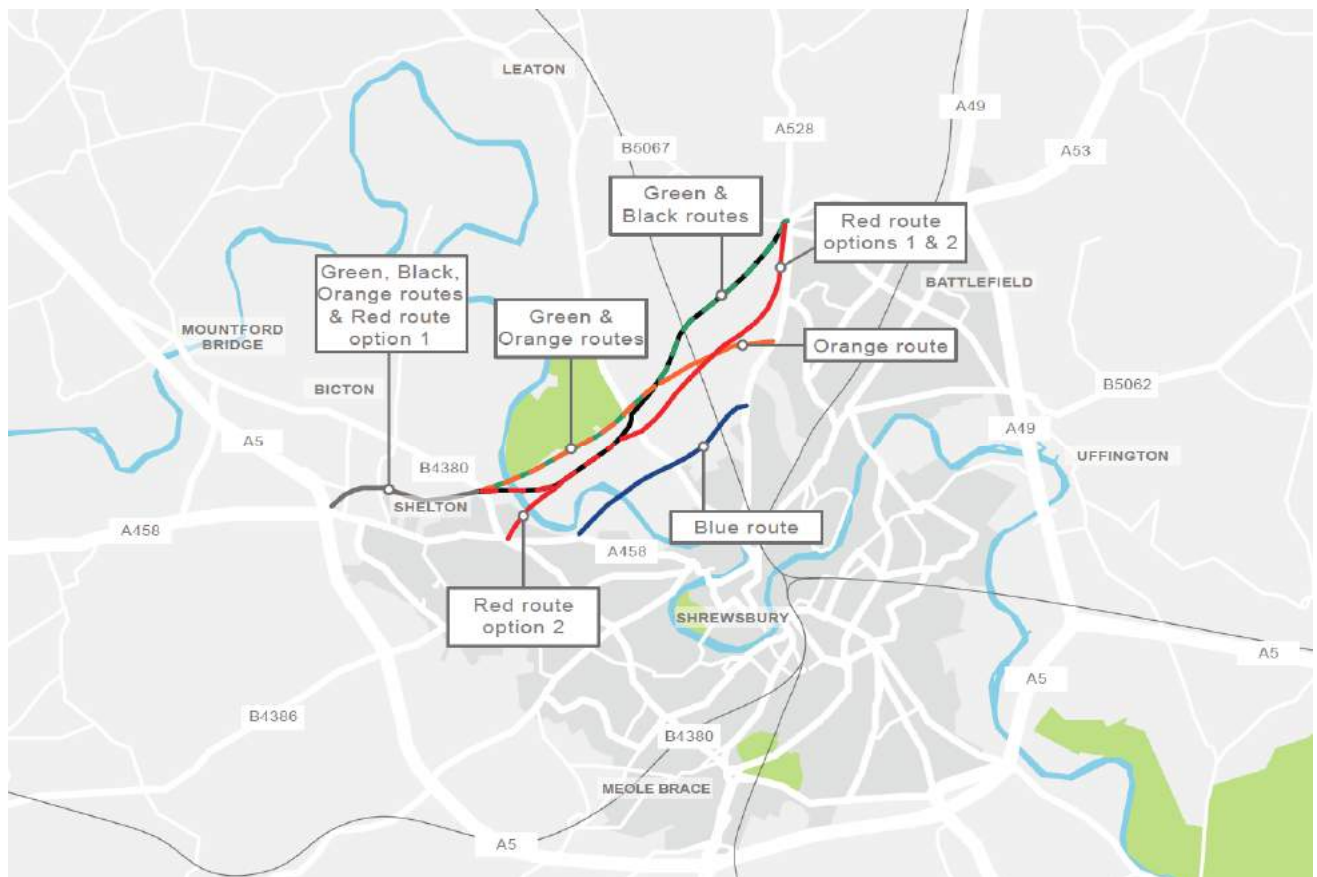 LEATON
A49
A528
B5067
A53
Green &
Black routes
Red route
options 1 & 2
Green, Black,
Orange routes
& Red route
option 1
BATTLEFIELD
Green &
Orange routes
MOUNTFORD
BRIDGE
Orange route
BICTON
B5062
A5
A49
UFFINGTON
B4380
SHELTON
A458
Blue route
A458
Red route
option 2
SHREWSBURY
A5
A5
B4386
B4380
MEOLE BRACE
A5